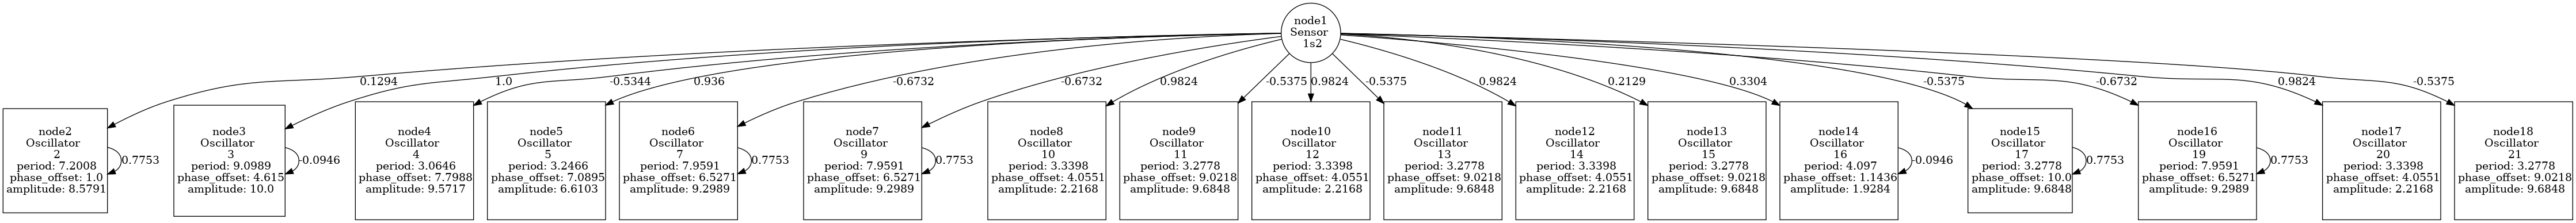 node1
Sensor
1s2
0.1294
1.0
-0.5344
0.936
-0.6732
-0.6732
0.9824
-0.5375
0.9824
-0.5375
0.9824
0.2129
0.3304
-0.5375
-0.6732
0.9824
-0.5375
node2
Oscillator
2
period: 7.2008
phase_offset: 1.0
amplitude: 8.5791
0.7753
node3
Oscillator
3
period: 9.0989
phase_offset: 4.615
amplitude: 10.0
-0.0946
node4
Oscillator
4
period: 3.0646
phase_offset: 7.7988
amplitude: 9.5717
node5
Oscillator
5
period: 3.2466
phase_offset: 7.0895
amplitude: 6.6103
node6
Oscillator
7
period: 7.9591
phase_offset: 6.5271
amplitude: 9.2989
0.7753
node7
Oscillator
9
period: 7.9591
phase_offset: 6.5271
amplitude: 9.2989
0.7753
node8
Oscillator
10
period: 3.3398
phase_offset: 4.0551
amplitude: 2.2168
node9
Oscillator
11
period: 3.2778
phase_offset: 9.0218
amplitude: 9.6848
node10
Oscillator
12
period: 3.3398
phase_offset: 4.0551
amplitude: 2.2168
node11
Oscillator
13
period: 3.2778
phase_offset: 9.0218
amplitude: 9.6848
node12
Oscillator
14
period: 3.3398
phase_offset: 4.0551
amplitude: 2.2168
node13
Oscillator
15
period: 3.2778
phase_offset: 9.0218
amplitude: 9.6848
node14
Oscillator
16
period: 4.097
phase_offset: 1.1436
amplitude: 1.9284
-0.0946
node15
Oscillator
17
period: 3.2778
phase_offset: 10.0
amplitude: 9.6848
0.7753
node16
Oscillator
19
period: 7.9591
phase_offset: 6.5271
amplitude: 9.2989
0.7753
node17
Oscillator
20
period: 3.3398
phase_offset: 4.0551
amplitude: 2.2168
node18
Oscillator
21
period: 3.2778
phase_offset: 9.0218
amplitude: 9.6848